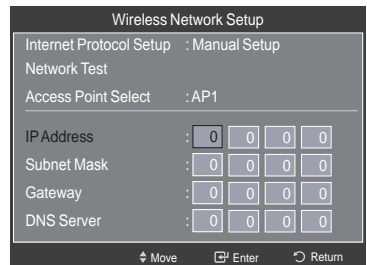 Wireless Network Setup
Internet Protocol Setup : Manual Setup
Network Test
Access Point Select : AP1
IP Address : 0 0 0 0
Subnet Mask : 0 0 0 0
Gateway : 0 0 0 0
DNS Server : 0 0 0 0
Move Enter Return